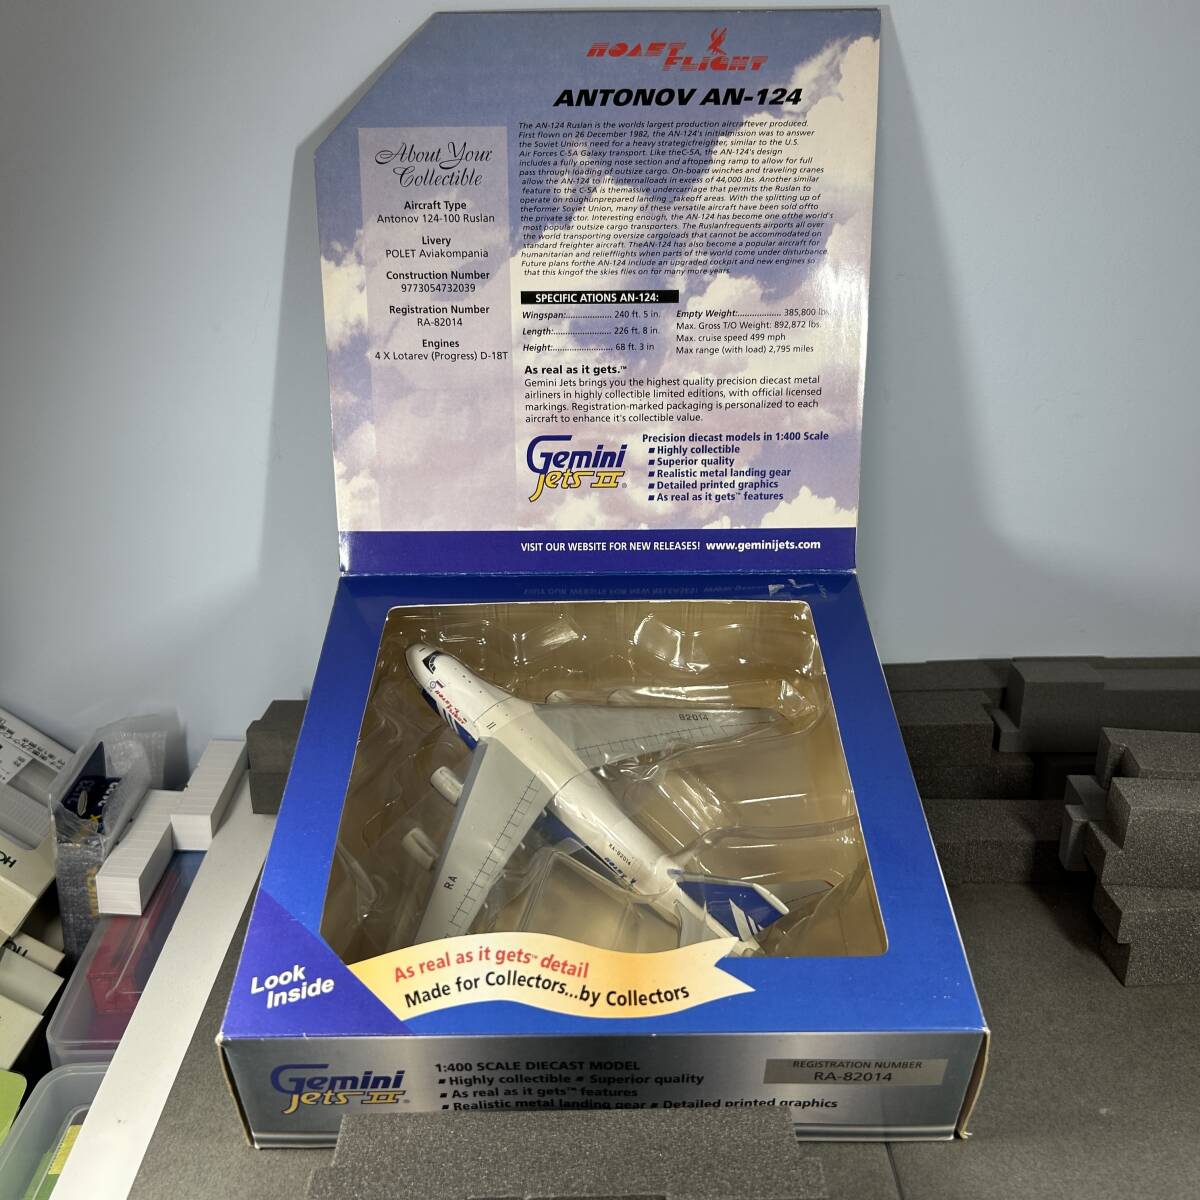 ПОЛЕТ
FLIGHT
ANTONOV AN-124
The AN-124 Ruslan is the worlds largest production aircraftever produced.
First flown on 26 December 1982, the AN-124's initialmission was to answer
the Soviet Unions need for a heavy strategicfreighter, similar to the U.S.
Air Forces C-5A Galaxy transport. Like theC-5A, the AN-124's design
includes a fully opening nose section and aftopening ramp to allow for full
pass through loading of outsize cargo. On-board winches and traveling cranes
allow the AN-124 to lift internalloads in excess of 44,000 lbs. Another similar
feature to the C-5A is themassive undercarriage that permits the Ruslan to
operate on roughunprepared landing _takeoff areas. With the splitting up of
theformer Soviet Union, many of these versatile aircraft have been sold offto
the private sector. Interesting enough, the AN-124 has become one ofthe world's
most popular outsize cargo transporters. The Ruslanfrequents airports all over
the world transporting oversize cargoloads that cannot be accommodated on
standard freighter aircraft. TheAN-124 has also become a popular aircraft for
humanitarian and reliefflights when parts of the world come under disturbance.
Future plans forthe AN-124 include an upgraded cockpit and new engines so
that this kingof the skies flies on for many more years.
About Your
Collectible
Aircraft Type
Antonov 124-100 Ruslan
Livery
POLET Aviakompania
Construction Number
9773054732039
Registration Number
RA-82014
Engines
4 X Lotarev (Progress) D-18T
SPECIFIC ATIONS AN-124:
Wingspan:.................. 240 ft. 5 in.
Length:....................... 226 ft. 8 in.
Height:........................ 68 ft. 3 in
Empty Weight:................. 385,800 lbs.
Max. Gross T/O Weight: 892,872 lbs.
Max. cruise speed 499 mph
Max range (with load) 2,795 miles
As real as it gets.™
Gemini Jets brings you the highest quality precision diecast metal
airliners in highly collectible limited editions, with official licensed
markings. Registration-marked packaging is personalized to each
aircraft to enhance it's collectible value.
Gemini
Jets II ®
Precision diecast models in 1:400 Scale
■ Highly collectible
■ Superior quality
■ Realistic metal landing gear
■ Detailed printed graphics
■ As real as it gets™ features
VISIT OUR WEBSITE FOR NEW RELEASES! www.geminijets.com
82014
RA-82014
RA
Look
Inside
As real as it gets™ detail
Made for Collectors...by Collectors
Gemini
Jets II ®
1:400 SCALE DIECAST MODEL
■ Highly collectible ■ Superior quality
■ As real as it gets™ features
■ Realistic metal landing gear ■ Detailed printed graphics
REGISTRATION NUMBER
RA-82014